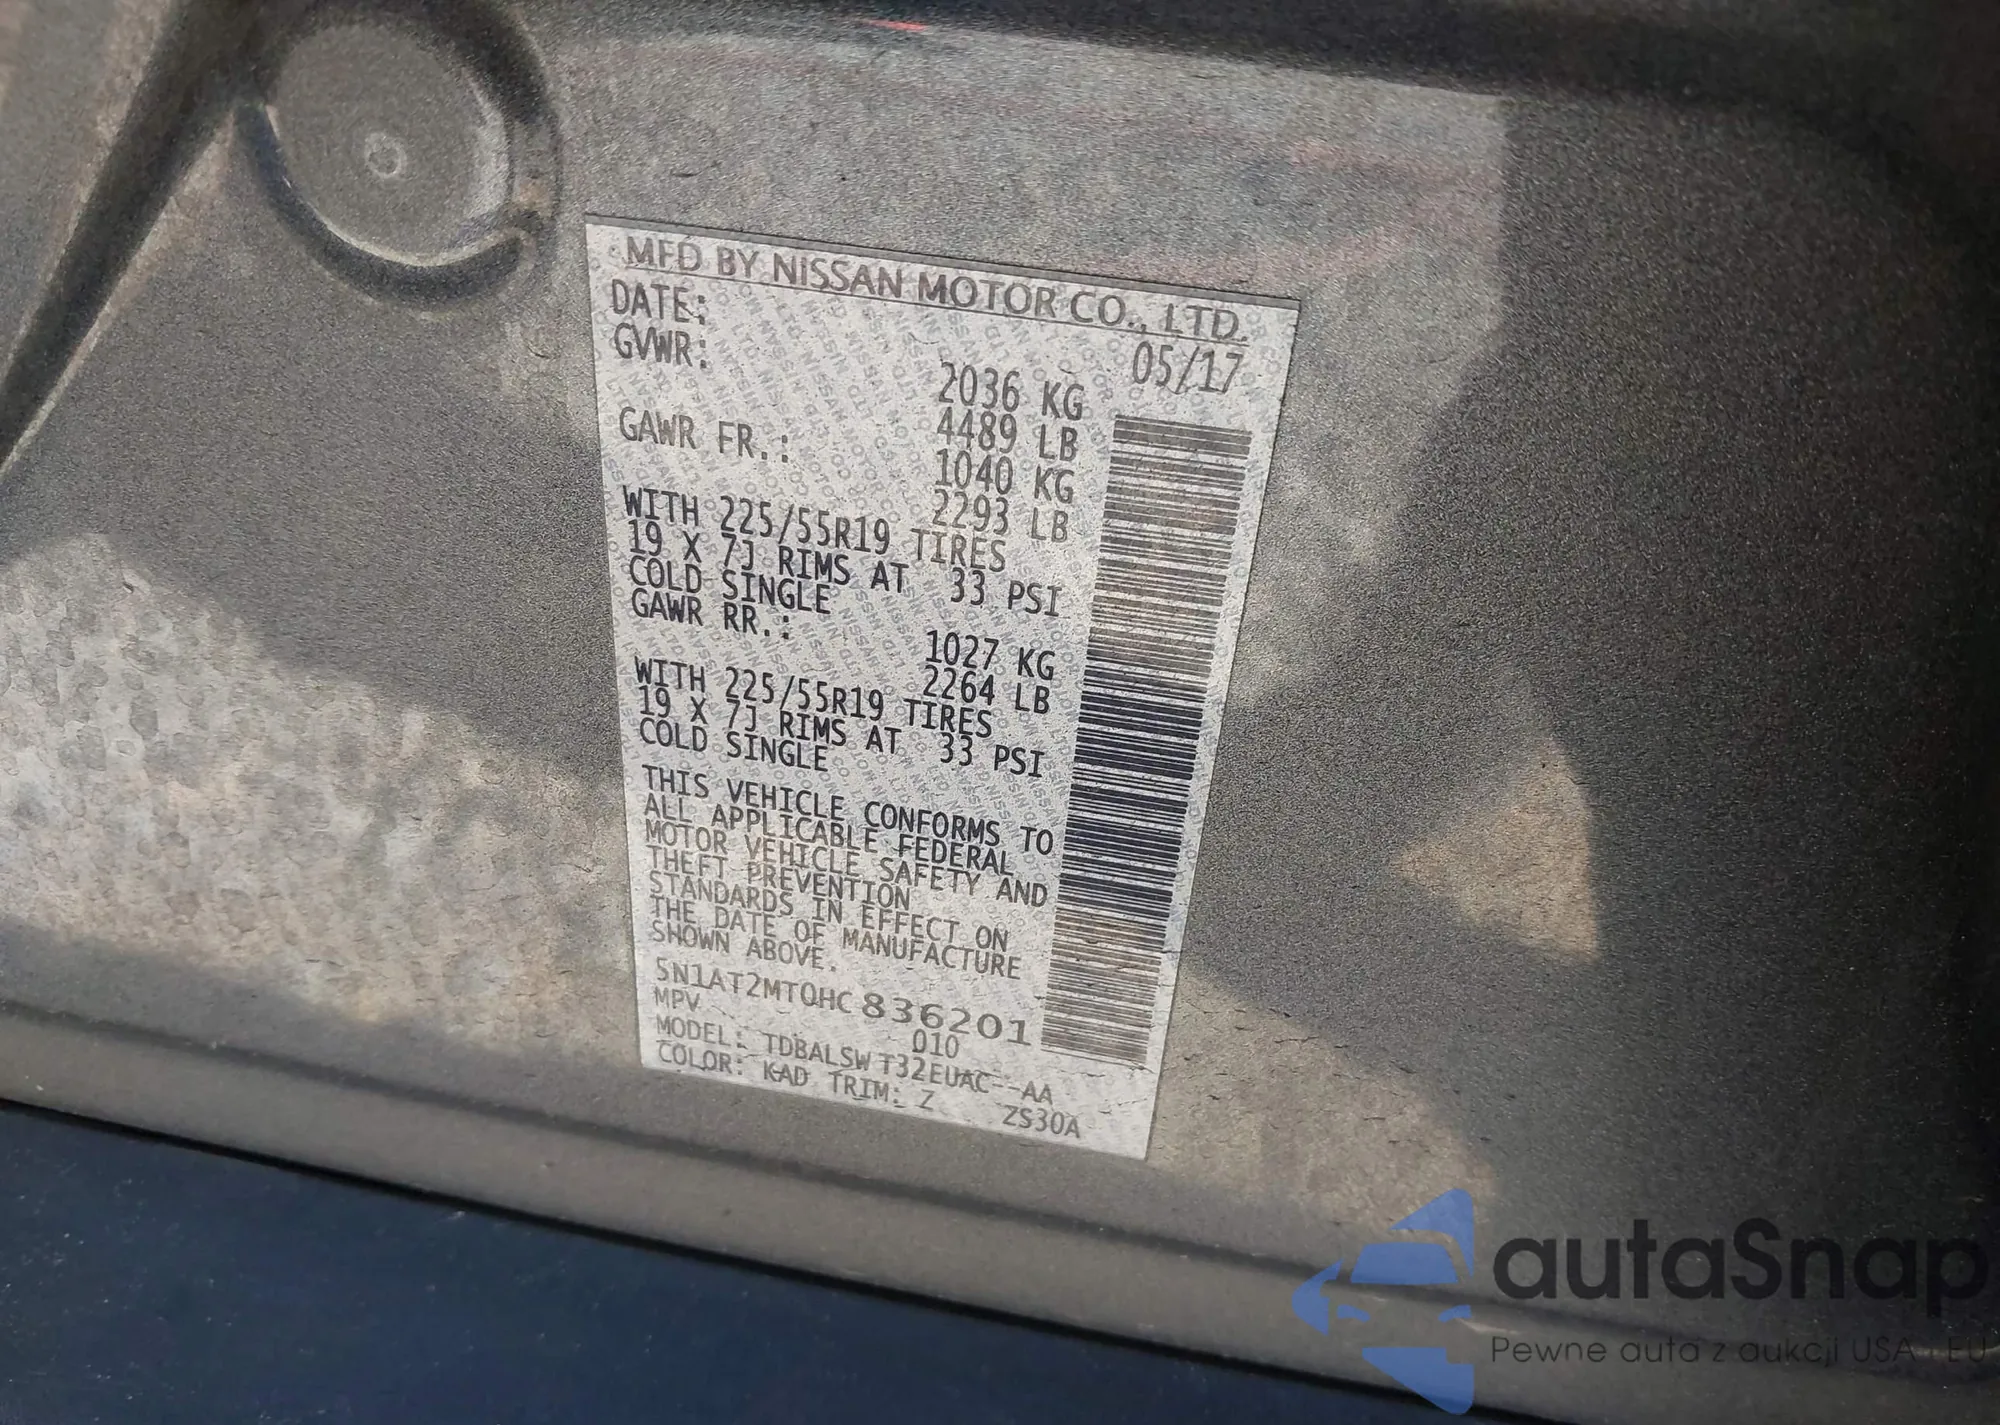 MFD BY NISSAN MOTOR CO., LTD.
DATE: 05/17
GVWR: 2036 KG
4489 LB
GAWR FR.: 1040 KG
2293 LB
WITH 225/55R19 TIRES
19 X 7J RIMS AT 33 PSI
COLD SINGLE
GAWR RR.: 1027 KG
2264 LB
WITH 225/55R19 TIRES
19 X 7J RIMS AT 33 PSI
COLD SINGLE
THIS VEHICLE CONFORMS TO
ALL APPLICABLE FEDERAL
MOTOR VEHICLE SAFETY AND
THEFT PREVENTION
STANDARDS IN EFFECT ON
THE DATE OF MANUFACTURE
SHOWN ABOVE.
5N1AT2MT0HC836201
MPV 010
MODEL: TDBALSW T32EUAC--AA
COLOR: KAD TRIM: Z ZS30A
autaSnap
Pewne auta z aukcji USA i EU